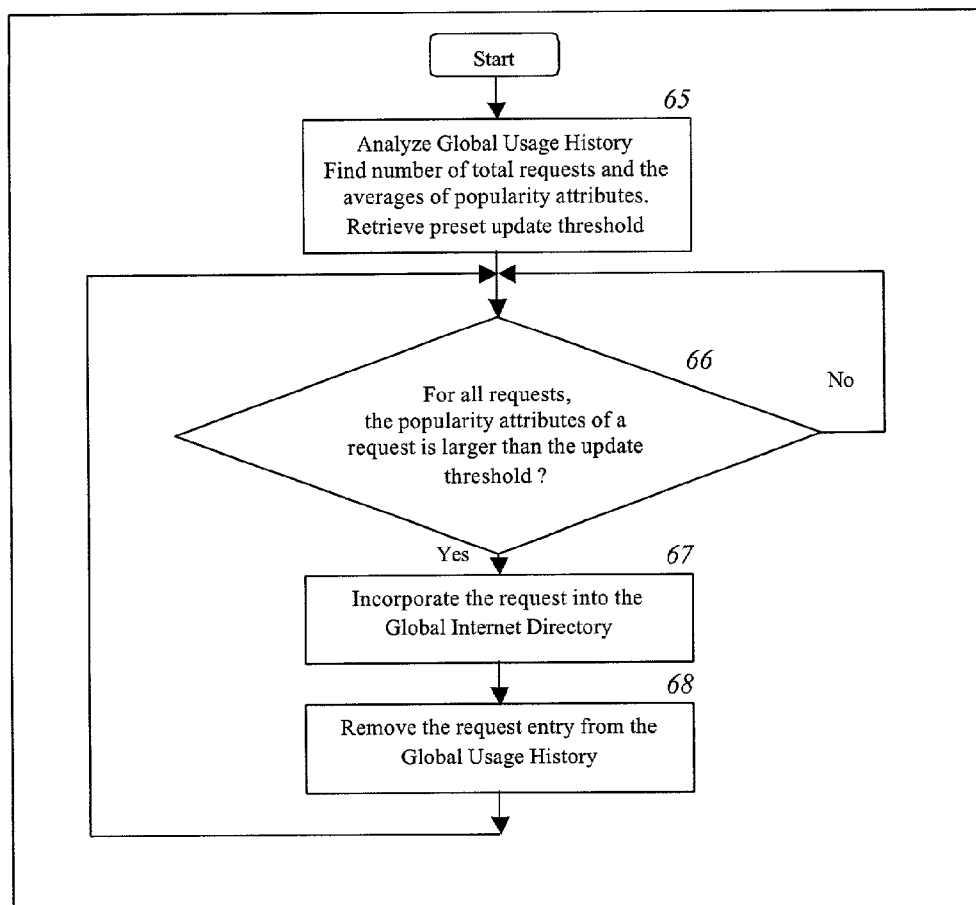 Start
65
Analyze Global Usage History
Find number of total requests and the
averages of popularity attributes.
Retrieve preset update threshold
66
No
For all requests,
the popularity attributes of a
request is larger than the update
threshold ?
Yes
67
Incorporate the request into the
Global Internet Directory
68
Remove the request entry from the
Global Usage History